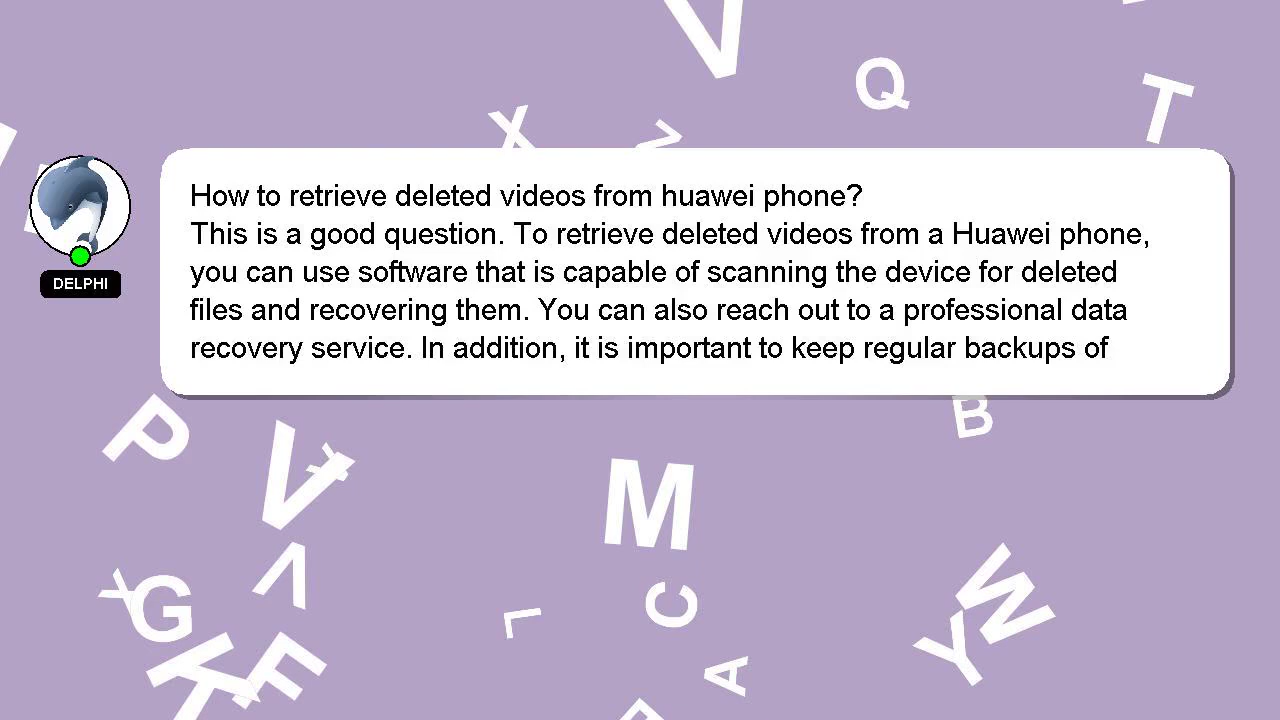 How to retrieve deleted videos from huawei phone?
This is a good question. To retrieve deleted videos from a Huawei phone,
you can use software that is capable of scanning the device for deleted
files and recovering them. You can also reach out to a professional data
recovery service. In addition, it is important to keep regular backups of
DELPHI
V
Q
T
X
Z
B
P
V
X
M
V
X
G
L
C
W
Y
K
F
A